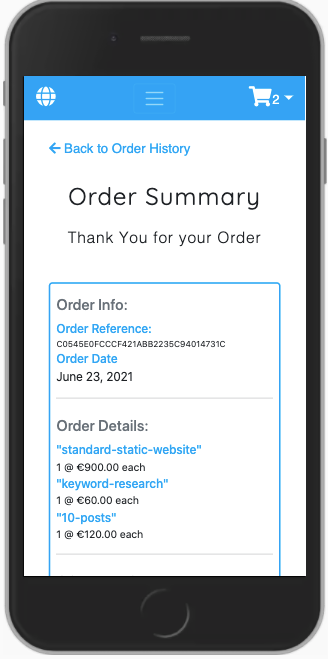 2
Back to Order History
Order Summary
Thank You for your Order
Order Info:
Order Reference:
C0545E0FCCCF421ABB2235C94014731C
Order Date
June 23, 2021
Order Details:
"standard-static-website"
1 @ €900.00 each
"keyword-research"
1 @ €60.00 each
"10-posts"
1 @ €120.00 each